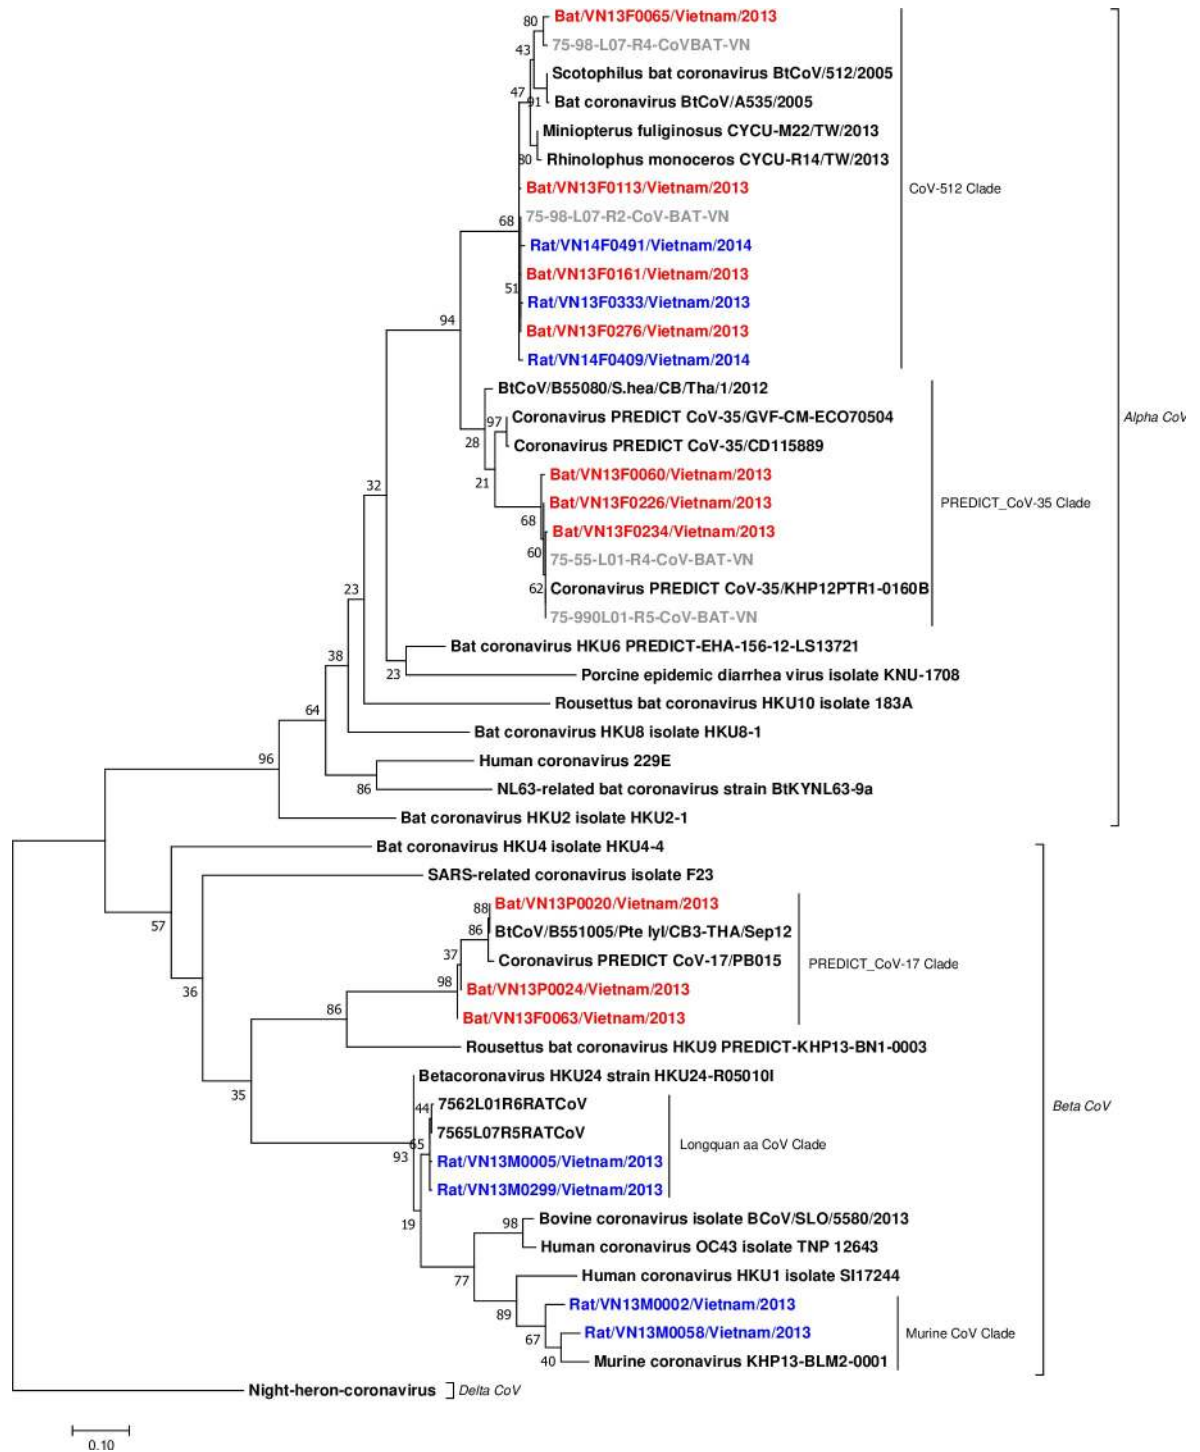 80
Bat/VN13F0065/Vietnam/2013
75-98-L07-R4-CoVBAT-VN
43
Scotophilus bat coronavirus BtCoV/512/2005
47
91
Bat coronavirus BtCoV/A535/2005
Miniopterus fuliginosus CYCU-M22/TW/2013
80
Rhinolophus monoceros CYCU-R14/TW/2013
Bat/VN13F0113/Vietnam/2013
CoV-512 Clade
68
75-98-L07-R2-CoV-BAT-VN
Rat/VN14F0491/Vietnam/2014
Bat/VN13F0161/Vietnam/2013
51
Rat/VN13F0333/Vietnam/2013
94
Bat/VN13F0276/Vietnam/2013
Rat/VN14F0409/Vietnam/2014
BtCoV/B55080/S.hea/CB/Tha/1/2012
97
Coronavirus PREDICT CoV-35/GVF-CM-ECO70504
Alpha CoV
28
Coronavirus PREDICT CoV-35/CD115889
21
Bat/VN13F0060/Vietnam/2013
32
Bat/VN13F0226/Vietnam/2013
PREDICT_CoV-35 Clade
68
Bat/VN13F0234/Vietnam/2013
60
75-55-L01-R4-CoV-BAT-VN
62
Coronavirus PREDICT CoV-35/KHP12PTR1-0160B
23
75-990L01-R5-CoV-BAT-VN
Bat coronavirus HKU6 PREDICT-EHA-156-12-LS13721
38
23
Porcine epidemic diarrhea virus isolate KNU-1708
Rousettus bat coronavirus HKU10 isolate 183A
64
Bat coronavirus HKU8 isolate HKU8-1
96
Human coronavirus 229E
86
NL63-related bat coronavirus strain BtKYNL63-9a
Bat coronavirus HKU2 isolate HKU2-1
Bat coronavirus HKU4 isolate HKU4-4
SARS-related coronavirus isolate F23
57
88
Bat/VN13P0020/Vietnam/2013
86
BtCoV/B551005/Pte lyl/CB3-THA/Sep12
37
Coronavirus PREDICT CoV-17/PB015
PREDICT_CoV-17 Clade
36
98
Bat/VN13P0024/Vietnam/2013
86
Bat/VN13F0063/Vietnam/2013
Rousettus bat coronavirus HKU9 PREDICT-KHP13-BN1-0003
35
Betacoronavirus HKU24 strain HKU24-R05010I
44
7562L01R6RATCoV
Beta CoV
7565L07R5RATCoV
65
Longquan aa CoV Clade
93
Rat/VN13M0005/Vietnam/2013
Rat/VN13M0299/Vietnam/2013
19
98
Bovine coronavirus isolate BCoV/SLO/5580/2013
Human coronavirus OC43 isolate TNP 12643
77
Human coronavirus HKU1 isolate SI17244
89
Rat/VN13M0002/Vietnam/2013
67
Rat/VN13M0058/Vietnam/2013
Murine CoV Clade
40
Murine coronavirus KHP13-BLM2-0001
Night-heron-coronavirus
Delta CoV
0.10